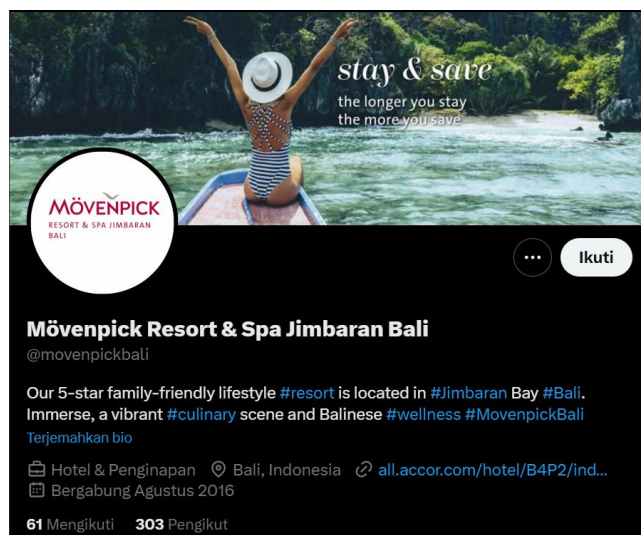 stay & save
the longer you stay
the more you save
MÖVENPICK
RESORT & SPA JIMBARAN
BALI
Ikuti
Mövenpick Resort & Spa Jimbaran Bali
@movenpickbali
Our 5-star family-friendly lifestyle #resort is located in #Jimbaran Bay #Bali.
Immerse, a vibrant #culinary scene and Balinese #wellness #MovenpickBali
Terjemahkan bio
Hotel & Penginapan Bali, Indonesia all.accor.com/hotel/B4P2/ind...
Bergabung Agustus 2016
61 Mengikuti 303 Pengikut